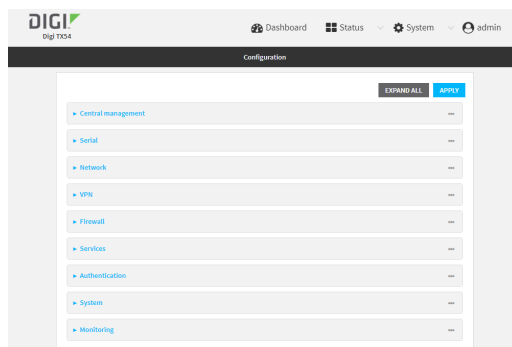 DIGI
Digi TX54
Dashboard Status System admin
Configuration
EXPAND ALL APPLY
Central management
Serial
Network
VPN
Firewall
Services
Authentication
System
Monitoring